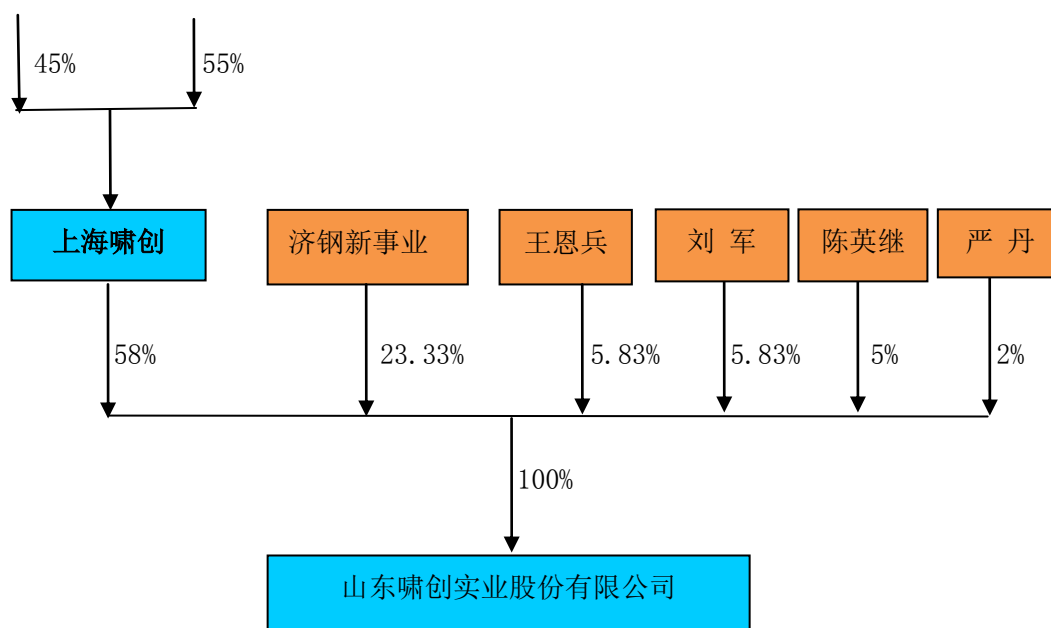 45%
55%
上海啸创
济钢新事业
王恩兵
刘 军
陈英继
严 丹
58%
23.33%
5.83%
5.83%
5%
2%
100%
山东啸创实业股份有限公司